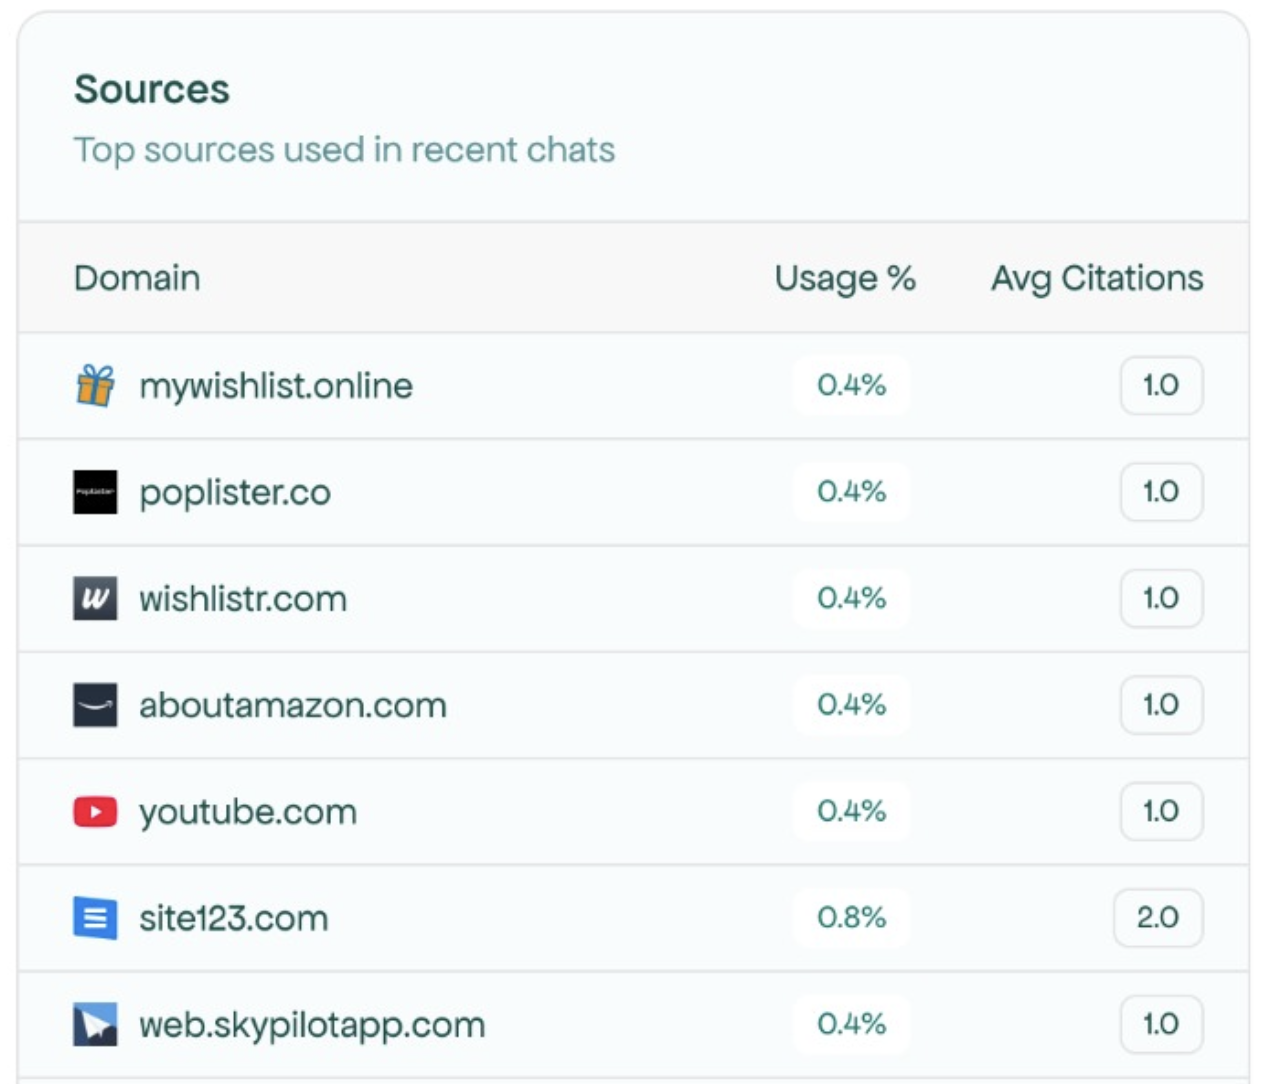 Sources
Top sources used in recent chats
Domain Usage % Avg Citations
mywishlist.online 0.4% 1.0
Poplister poplister.co 0.4% 1.0
W wishlistr.com 0.4% 1.0
aboutamazon.com 0.4% 1.0
youtube.com 0.4% 1.0
site123.com 0.8% 2.0
web.skypilotapp.com 0.4% 1.0